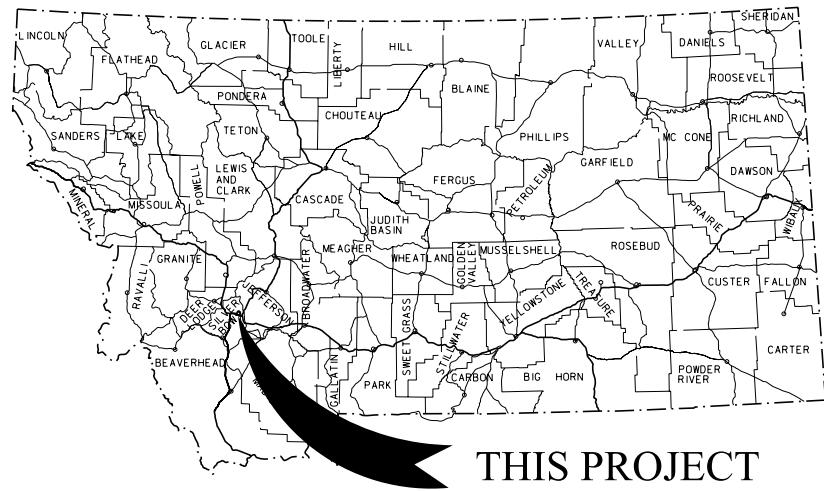 SHERIDAN
LINCOLN
GLACIER
TOOLE
LIBERTY
HILL
VALLEY
DANIELS
FLATHEAD
ROOSEVELT
PONDERA
BLAINE
CHOUTEAU
RICHLAND
SANDERS
LAKE
TETON
PHILLIPS
MC CONE
GARFIELD
DAWSON
LEWIS
AND
CLARK
POWELL
FERGUS
PETROLEUM
MINERAL
MISSOULA
CASCADE
JUDITH
BASIN
PRAIRIE
WIBAUX
MEAGHER
WHEATLAND
GOLDEN
VALLEY
MUSSELSHELL
ROSEBUD
GRANITE
RAVALLI
BROADWATER
JEFFERSON
YELLOWSTONE
TREASURE
CUSTER
FALLON
DEER
LODGE
SILVER
BOW
SWEET GRASS
STILLWATER
BEAVERHEAD
GALLATIN
PARK
CARBON
BIG HORN
POWDER
RIVER
CARTER
THIS PROJECT